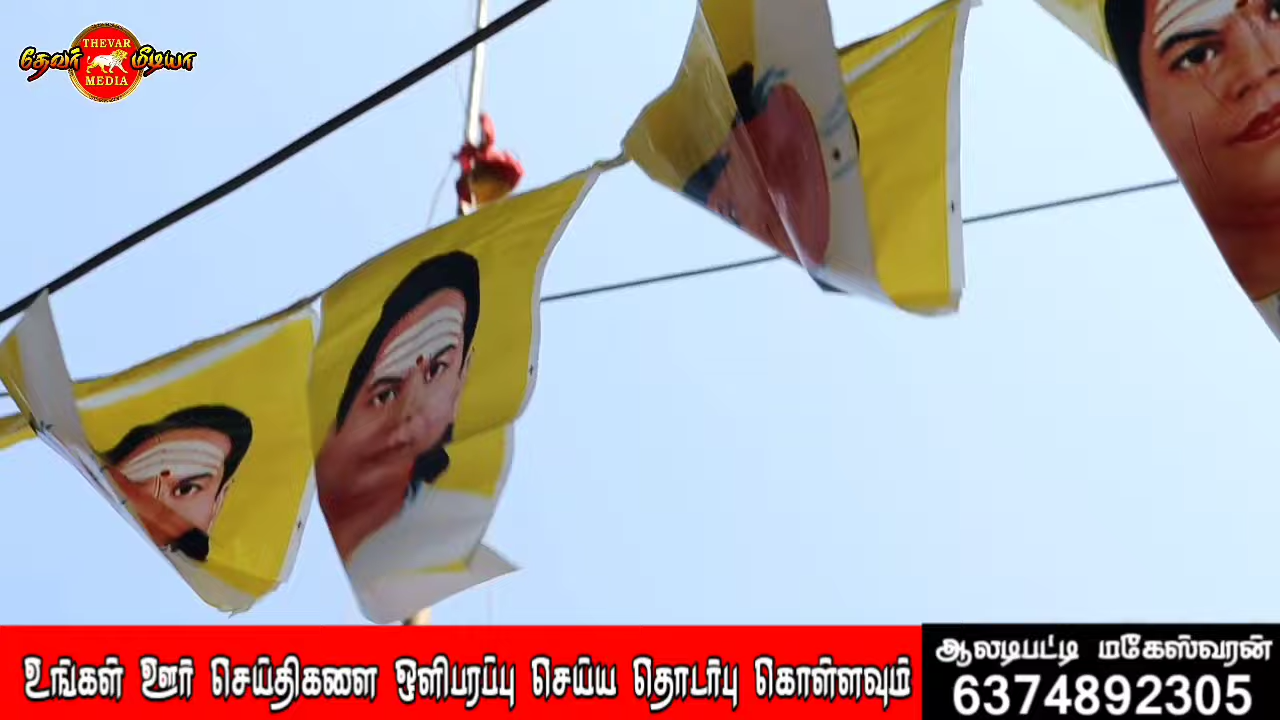 தேவர்
THEVAR
MEDIA
மீடியா
உங்கள் ஊர் செய்திகளை ஒளிபரப்பு செய்ய தொடர்பு கொள்ளவும்
ஆலடிபட்டி மகேஸ்வரன்
6374892305